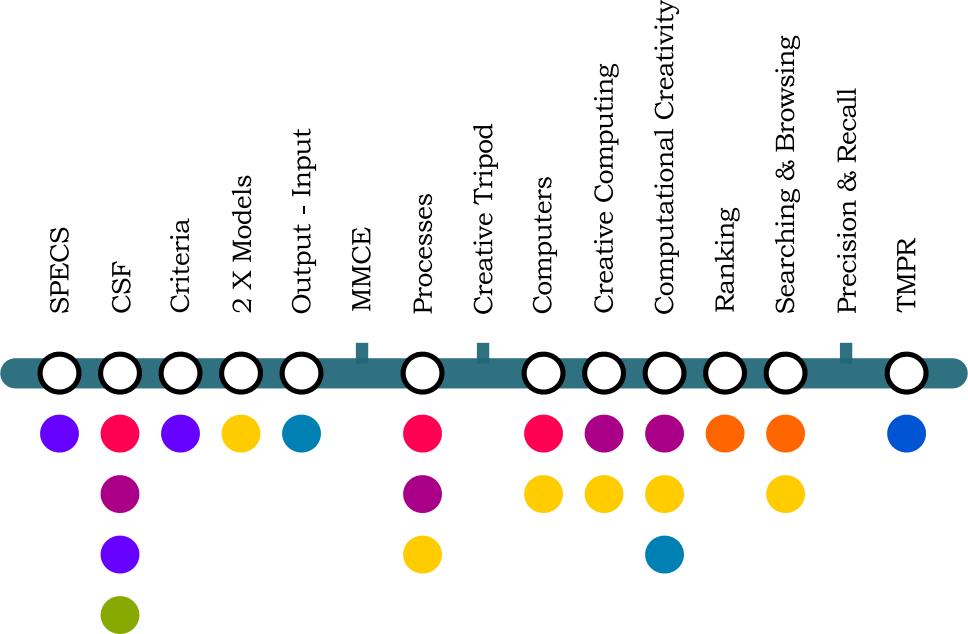 SPECS
CSF
Criteria
2 X Models
Output - Input
MMCE
Processes
Creative Tripod
Computers
Creative Computing
Computational Creativity
Ranking
Searching & Browsing
Precision & Recall
TMPR